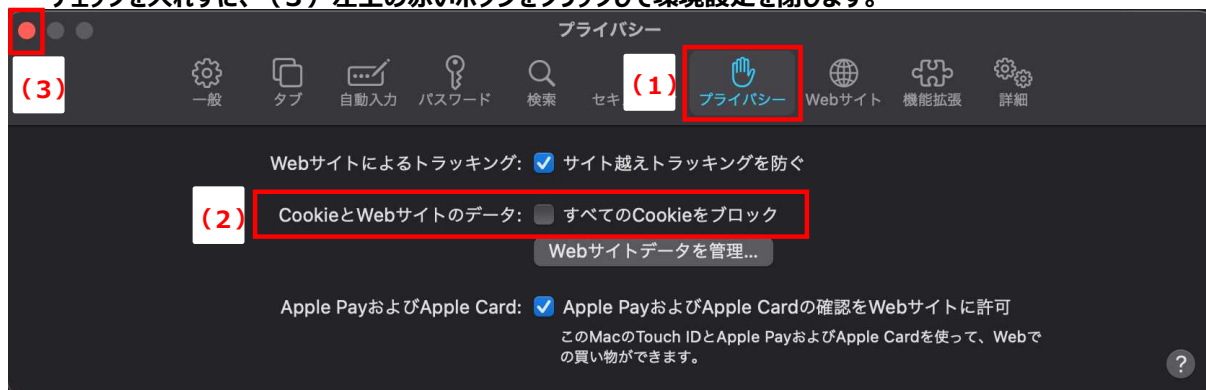 チェックを入れずに、（３）左上の赤いボタンをクリックして環境設定を閉じます。
プライバシー
（3）
一般
タブ
自動入力
パスワード
検索
セキ
（1）
プライバシー
Webサイト
機能拡張
詳細
Webサイトによるトラッキング: サイト越えトラッキングを防ぐ
（2）
CookieとWebサイトのデータ: すべてのCookieをブロック
Webサイトデータを管理...
Apple PayおよびApple Card: Apple PayおよびApple Cardの確認をWebサイトに許可
このMacのTouch IDとApple PayおよびApple Cardを使って、Webで
の買い物ができます。
?